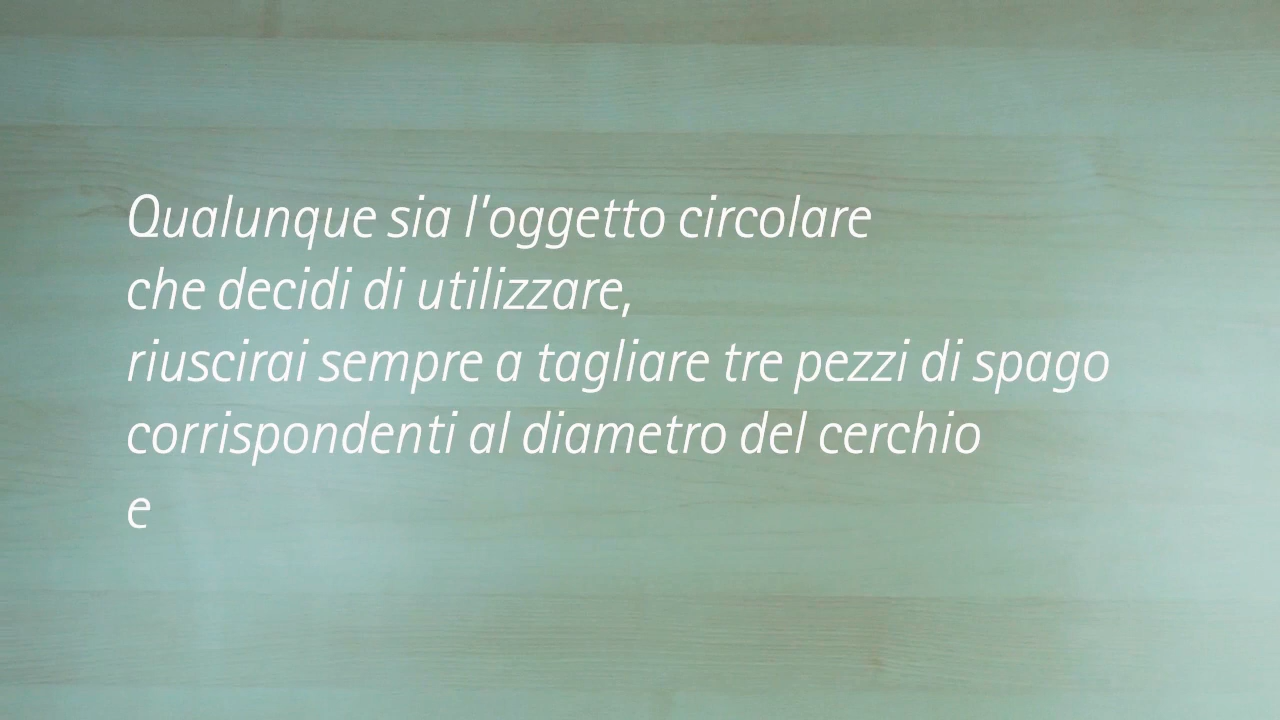 Qualunque sia l'oggetto circolare
che decidi di utilizzare,
riuscirai sempre a tagliare tre pezzi di spago
corrispondenti al diametro del cerchio
e